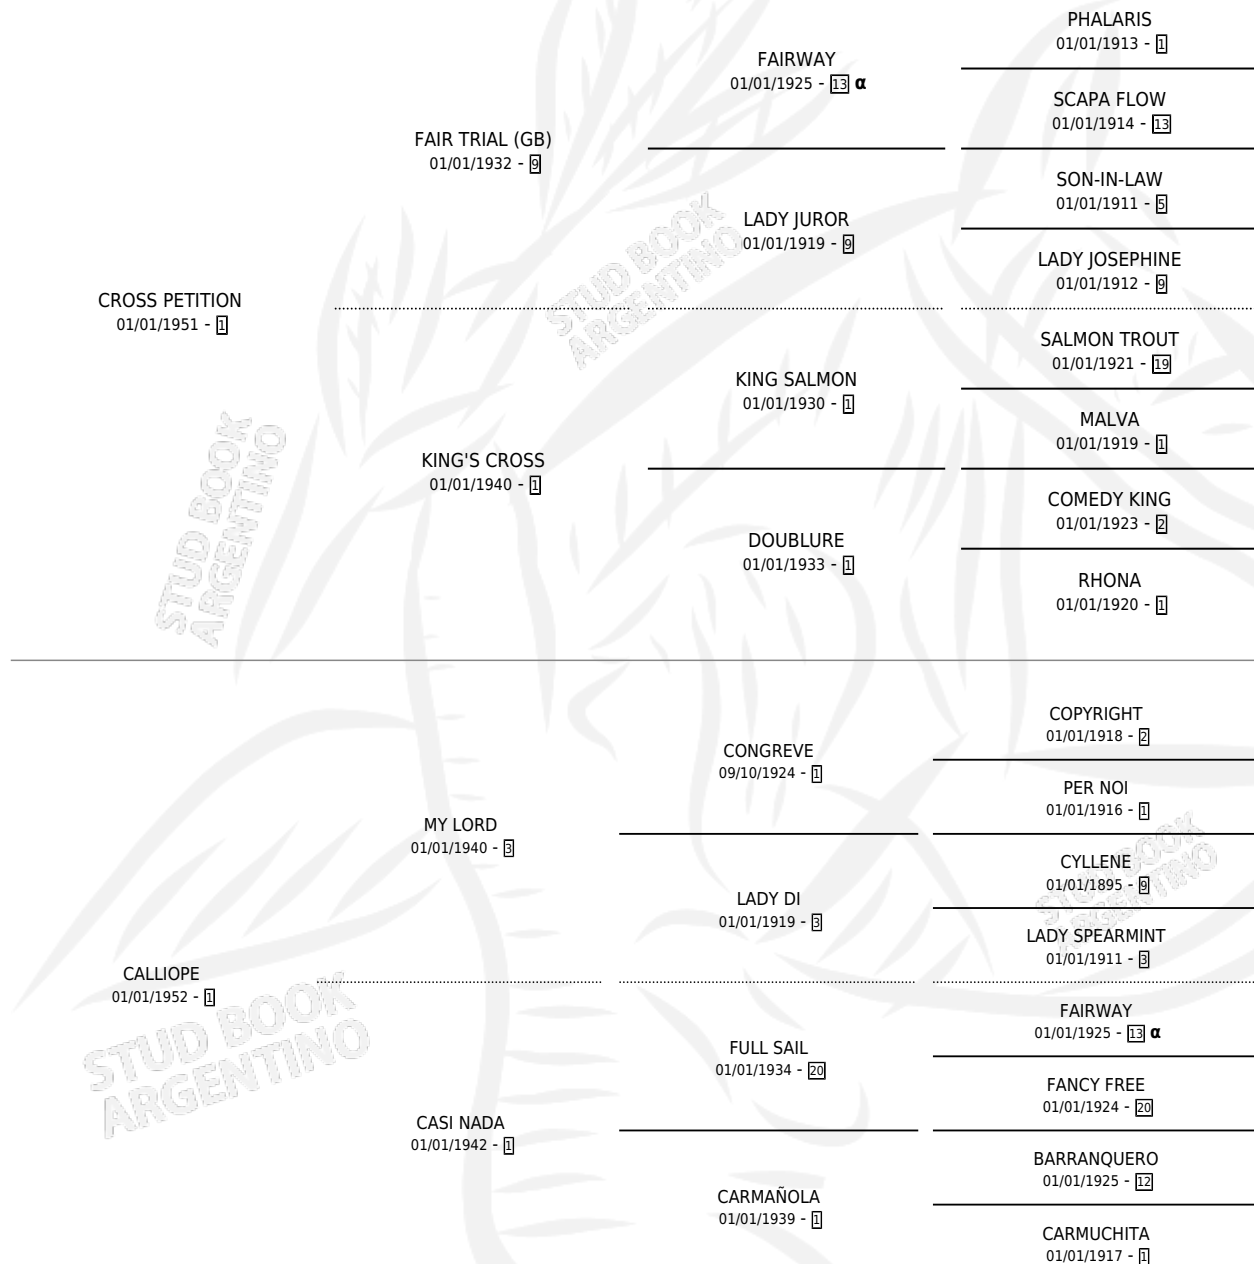 PHALARIS
01/01/1913 - 1
FAIRWAY
01/01/1925 - 13 α
SCAPA FLOW
01/01/1914 - 13
FAIR TRIAL (GB)
01/01/1932 - 9
SON-IN-LAW
01/01/1911 - 5
LADY JUROR
01/01/1919 - 9
LADY JOSEPHINE
01/01/1912 - 9
CROSS PETITION
01/01/1951 - 1
SALMON TROUT
01/01/1921 - 19
KING SALMON
01/01/1930 - 1
MALVA
01/01/1919 - 1
KING'S CROSS
01/01/1940 - 1
COMEDY KING
01/01/1923 - 2
DOUBLURE
01/01/1933 - 1
RHONA
01/01/1920 - 1
STUD BOOK
ARGENTINO
STUD BOOK
ARGENTINO
COPYRIGHT
01/01/1918 - 2
CONGREVE
09/10/1924 - 1
PER NOI
01/01/1916 - 1
MY LORD
01/01/1940 - 3
CYLLENE
01/01/1895 - 9
LADY DI
01/01/1919 - 3
LADY SPEARMINT
01/01/1911 - 3
CALLIOPE
01/01/1952 - 1
FAIRWAY
01/01/1925 - 13 α
FULL SAIL
01/01/1934 - 20
FANCY FREE
01/01/1924 - 20
CASI NADA
01/01/1942 - 1
BARRANQUERO
01/01/1925 - 12
CARMAÑOLA
01/01/1939 - 1
CARMUCHITA
01/01/1917 - 1
STUD BOOK
ARGENTINO
STUD BOOK
ARGENTINO